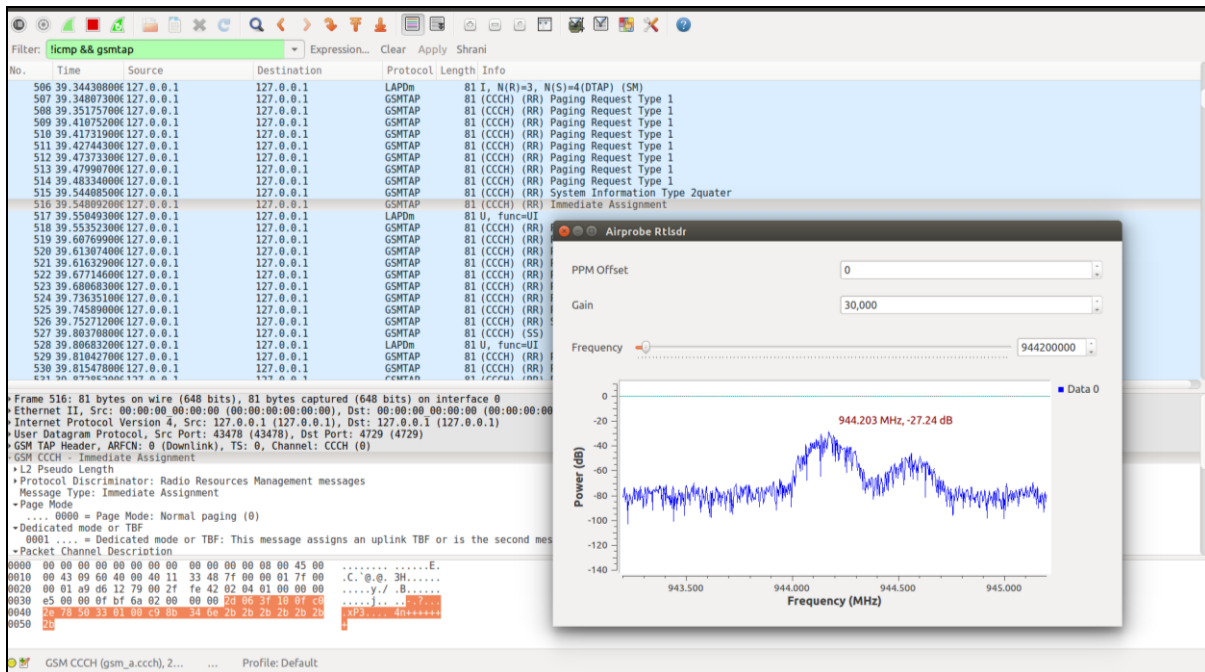 Filter: !icmp && gsmtap Expression... Clear Apply Shrani
No. Time Source Destination Protocol Length Info
506 39.34430800( 127.0.0.1 127.0.0.1 LAPDm 81 I, N(R)=3, N(S)=4(DTAP) (SM)
507 39.34807300( 127.0.0.1 127.0.0.1 GSMTAP 81 (CCCH) (RR) Paging Request Type 1
508 39.35175700( 127.0.0.1 127.0.0.1 GSMTAP 81 (CCCH) (RR) Paging Request Type 1
509 39.41075200( 127.0.0.1 127.0.0.1 GSMTAP 81 (CCCH) (RR) Paging Request Type 1
510 39.41731900( 127.0.0.1 127.0.0.1 GSMTAP 81 (CCCH) (RR) Paging Request Type 1
511 39.42744300( 127.0.0.1 127.0.0.1 GSMTAP 81 (CCCH) (RR) Paging Request Type 1
512 39.47373300( 127.0.0.1 127.0.0.1 GSMTAP 81 (CCCH) (RR) Paging Request Type 1
513 39.47990700( 127.0.0.1 127.0.0.1 GSMTAP 81 (CCCH) (RR) Paging Request Type 1
514 39.48334000( 127.0.0.1 127.0.0.1 GSMTAP 81 (CCCH) (RR) Paging Request Type 1
515 39.54408500( 127.0.0.1 127.0.0.1 GSMTAP 81 (CCCH) (RR) System Information Type 2quater
516 39.54809200( 127.0.0.1 127.0.0.1 GSMTAP 81 (CCCH) (RR) Immediate Assignment
517 39.55049300( 127.0.0.1 127.0.0.1 LAPDm 81 U, func=UI
518 39.55352300( 127.0.0.1 127.0.0.1 GSMTAP 81 (CCCH) (RR)
519 39.60769900( 127.0.0.1 127.0.0.1 GSMTAP 81 (CCCH) (RR)
520 39.61307400( 127.0.0.1 127.0.0.1 GSMTAP 81 (CCCH) (RR)
521 39.61632900( 127.0.0.1 127.0.0.1 GSMTAP 81 (CCCH) (RR)
522 39.67714600( 127.0.0.1 127.0.0.1 GSMTAP 81 (CCCH) (RR)
523 39.68068300( 127.0.0.1 127.0.0.1 GSMTAP 81 (CCCH) (RR)
524 39.73635100( 127.0.0.1 127.0.0.1 GSMTAP 81 (CCCH) (RR)
525 39.74589000( 127.0.0.1 127.0.0.1 GSMTAP 81 (CCCH) (RR)
526 39.75271200( 127.0.0.1 127.0.0.1 GSMTAP 81 (CCCH) (RR)
527 39.80370800( 127.0.0.1 127.0.0.1 GSMTAP 81 (CCCH) (SS)
528 39.80683200( 127.0.0.1 127.0.0.1 LAPDm 81 U, func=UI
529 39.81042700( 127.0.0.1 127.0.0.1 GSMTAP 81 (CCCH) (RR)
530 39.81547800( 127.0.0.1 127.0.0.1 GSMTAP 81 (CCCH) (RR)
Frame 516: 81 bytes on wire (648 bits), 81 bytes captured (648 bits) on interface 0
Ethernet II, Src: 00:00:00_00:00:00 (00:00:00:00:00:00), Dst: 00:00:00_00:00:00 (00:00:00:00:00
Internet Protocol Version 4, Src: 127.0.0.1 (127.0.0.1), Dst: 127.0.0.1 (127.0.0.1)
User Datagram Protocol, Src Port: 43478 (43478), Dst Port: 4729 (4729)
GSM TAP Header, ARFCN: 0 (Downlink), TS: 0, Channel: CCCH (0)
GSM CCCH - Immediate Assignment
L2 Pseudo Length
Protocol Discriminator: Radio Resources Management messages
Message Type: Immediate Assignment
Page Mode
.... 0000 = Page Mode: Normal paging (0)
Dedicated mode or TBF
0001 .... = Dedicated mode or TBF: This message assigns an uplink TBF or is the second mes
Packet Channel Description
0000 00 00 00 00 00 00 00 00 00 00 00 00 08 00 45 00 ........ ......E.
0010 00 43 09 60 40 00 40 11 33 48 7f 00 00 01 7f 00 .C.`@.@. 3H......
0020 00 01 a9 d6 12 79 00 2f fe 42 02 04 01 00 00 00 .....y./ .B......
0030 e5 00 00 0f bf 6a 02 00 00 00 2d 06 3f 10 0f c0 .....j.. ..-.?...
0040 2e 78 50 33 01 00 c9 8b 34 6e 2b 2b 2b 2b 2b 2b .xP3.... 4n++++++
0050 2b +
GSM CCCH (gsm_a.ccch), 2... ... Profile: Default
Airprobe Rtlsdr
PPM Offset 0
Gain 30,000
Frequency 944200000
Data 0
944.203 MHz, -27.24 dB
Power (dB)
0
-20
-40
-60
-80
-100
-120
-140
943.500 944.000 944.500 945.000
Frequency (MHz)